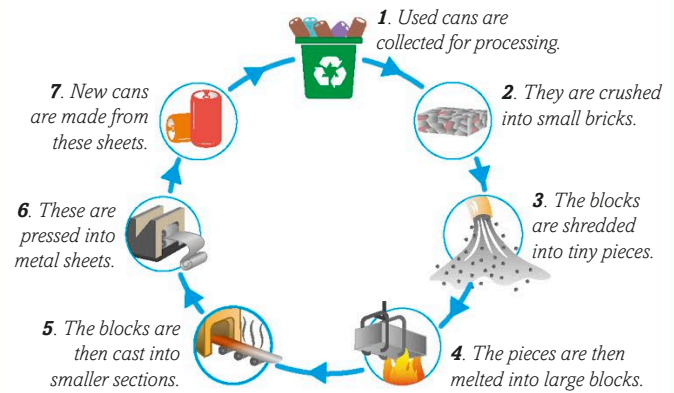 1. Used cans are
collected for processing.
2. They are crushed
into small bricks.
3. The blocks
are shredded
into tiny pieces.
4. The pieces are then
melted into large blocks.
5. The blocks are
then cast into
smaller sections.
6. These are
pressed into
metal sheets.
7. New cans
are made from
these sheets.